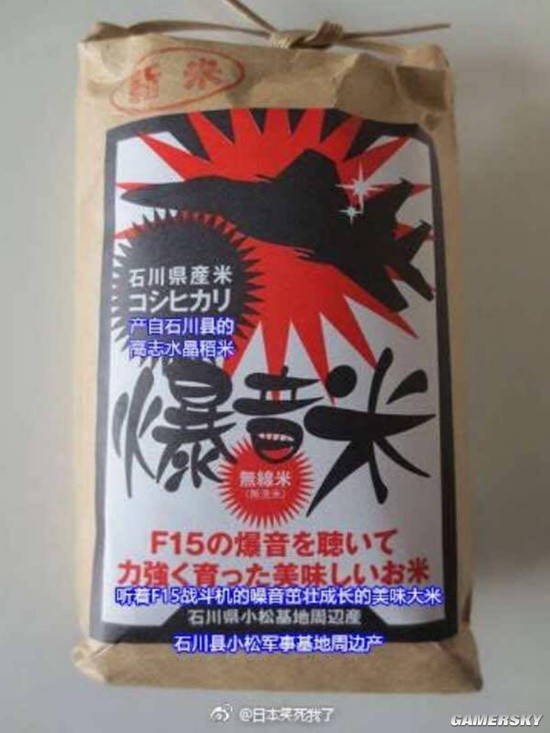 新米
石川県産米
コシヒカリ
产自石川县的
高志水晶稻米
爆音米
無線米
(無洗米)
F15の爆音を聴いて
力強く育った美味しいお米
听着F15战斗机的噪音茁壮成长的美味大米
石川県小松基地周辺産
石川县小松军事基地周边产
@日本笑死我了
GAMERSKY